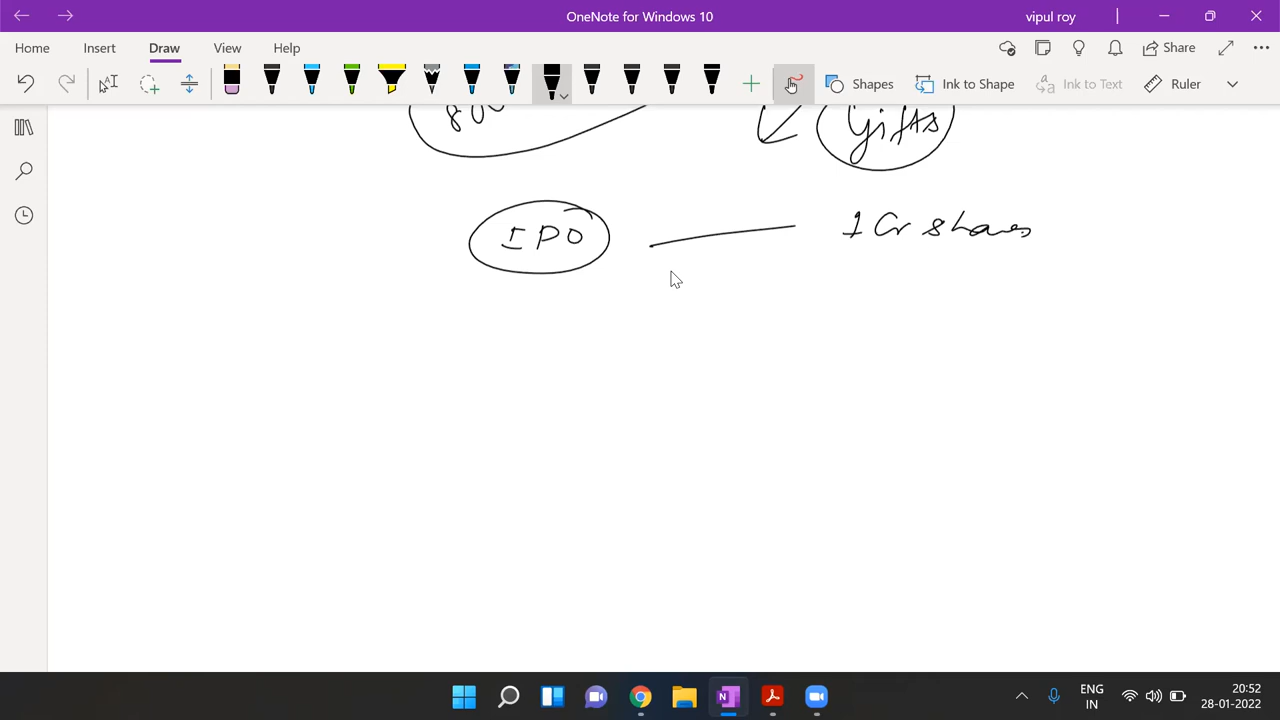 OneNote for Windows 10
vipul roy
Home Insert Draw View Help
Share
Shapes Ink to Shape Ink to Text Ruler
Gifts
IPO 1 Cr shares
ENG 20:52
IN 28-01-2022